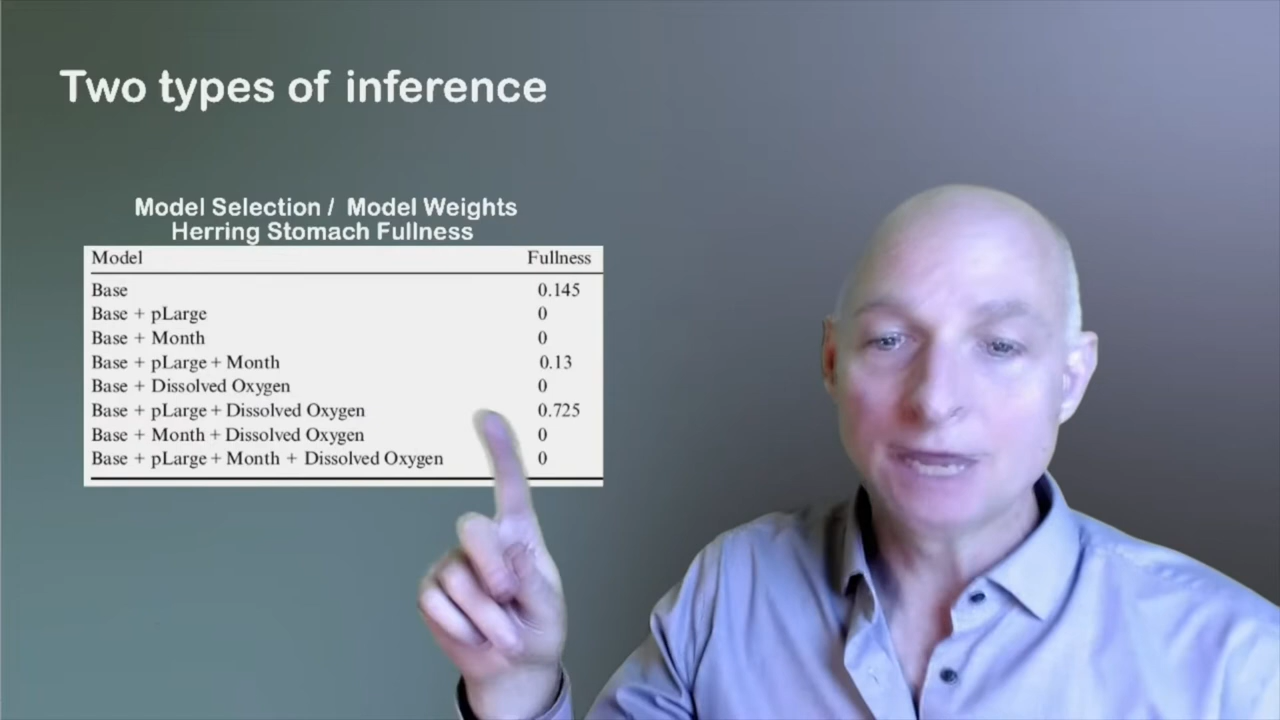 Two types of inference
Model Selection / Model Weights
Herring Stomach Fullness
Model Fullness
Base 0.145
Base + pLarge 0
Base + Month 0
Base + pLarge + Month 0.13
Base + Dissolved Oxygen 0
Base + pLarge + Dissolved Oxygen 0.725
Base + Month + Dissolved Oxygen 0
Base + pLarge + Month + Dissolved Oxygen 0